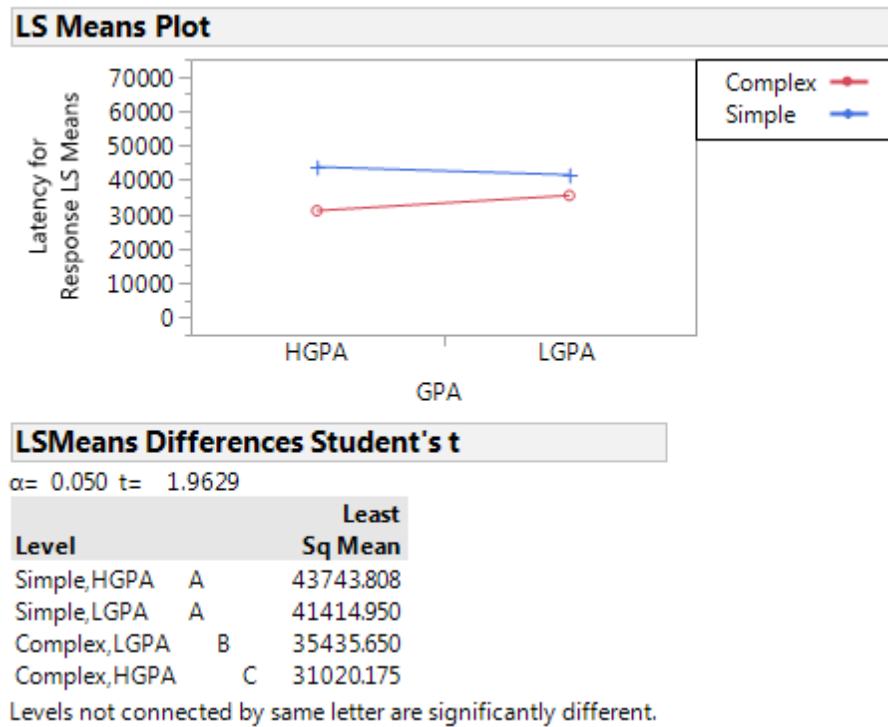 LS Means Plot
Latency for
Response LS Means
70000
60000
50000
40000
30000
20000
10000
0
HGPA LGPA
GPA
Complex
Simple
LSMeans Differences Student's t
α= 0.050 t= 1.9629
Least
Level Sq Mean
Simple,HGPA A 43743.808
Simple,LGPA A 41414.950
Complex,LGPA B 35435.650
Complex,HGPA C 31020.175
Levels not connected by same letter are significantly different.